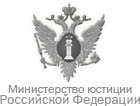 Министерство юстиции
Российской Федерации